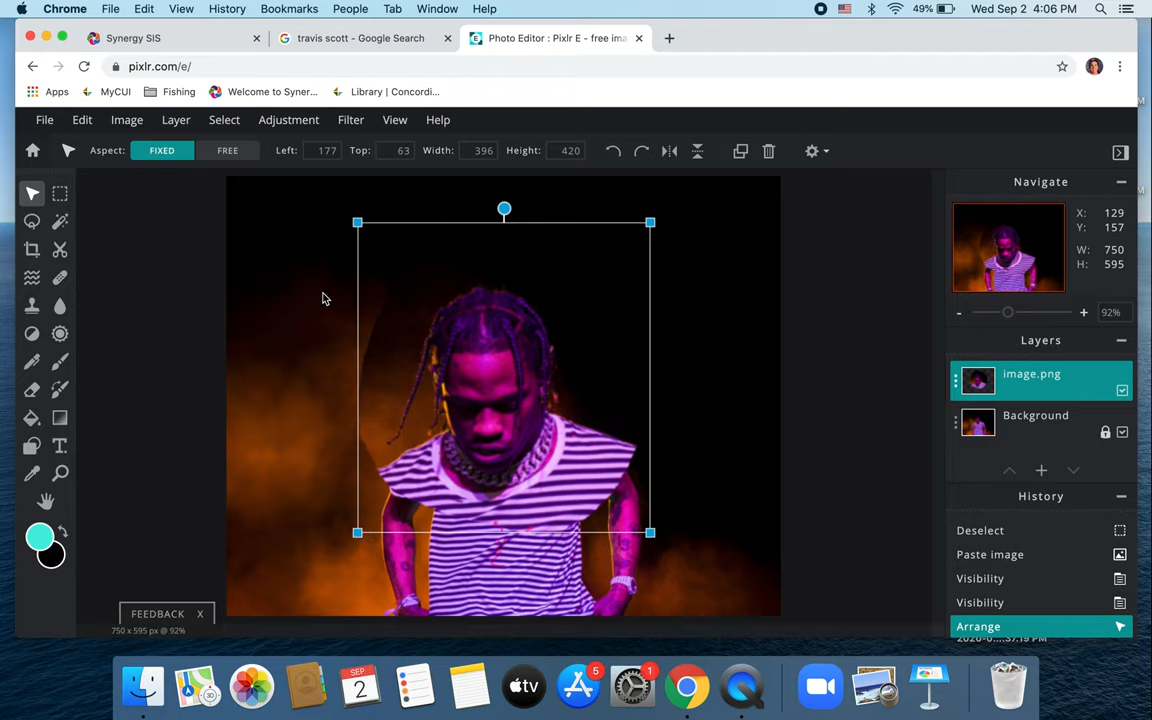 Chrome File Edit View History Bookmarks People Tab Window Help 49% Wed Sep 2 4:06 PM
Synergy SIS travis scott - Google Search Photo Editor : Pixlr E - free ima
pixlr.com/e/
Apps MyCUI Fishing Welcome to Syner... Library | Concordi...
File Edit Image Layer Select Adjustment Filter View Help
Aspect: FIXED FREE Left: 177 Top: 63 Width: 396 Height: 420
Navigate
X: 129
Y: 157
W: 750
H: 595
- + 92%
Layers
image.png
Background
History
Deselect
Paste image
Visibility
Visibility
Arrange
FEEDBACK X
750 x 595 px @ 92%
SEP
2
tv
5
1